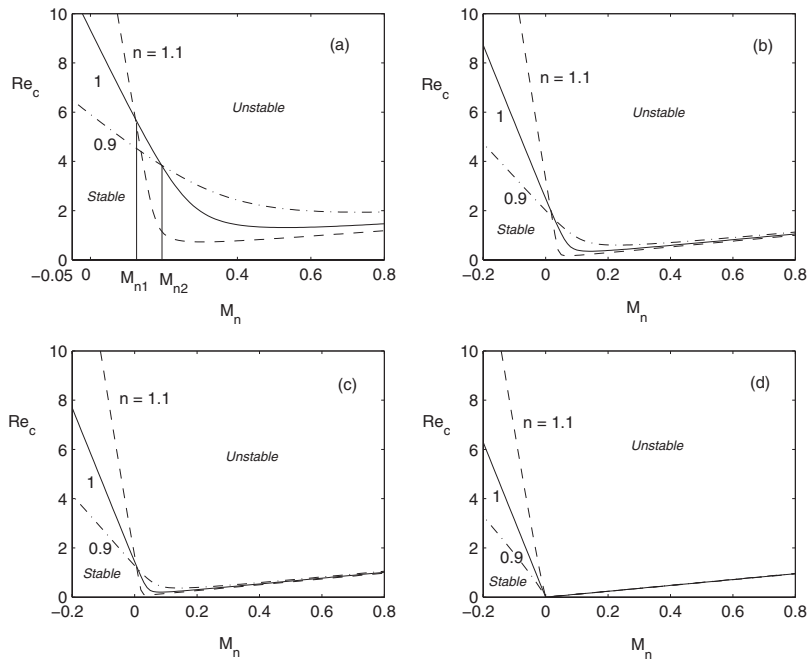 10
(a)
n = 1.1
8
1
Re_c
Unstable
6
0.9
4
Stable
2
0
−0.05 0 M_n1 M_n2 0.4 0.8
M_n
10
(b)
n = 1.1
8
Re_c
1
Unstable
6
4
0.9
2
Stable
0
−0.2 0 0.2 0.4 0.6 0.8
M_n
10
(c)
n = 1.1
8
Re_c
Unstable
6
1
4
0.9
2
Stable
0
−0.2 0 0.2 0.4 0.6 0.8
M_n
10
(d)
8
n = 1.1
Re_c
Unstable
6
1
4
0.9
2
Stable
0
−0.2 0 0.2 0.4 0.6 0.8
M_n